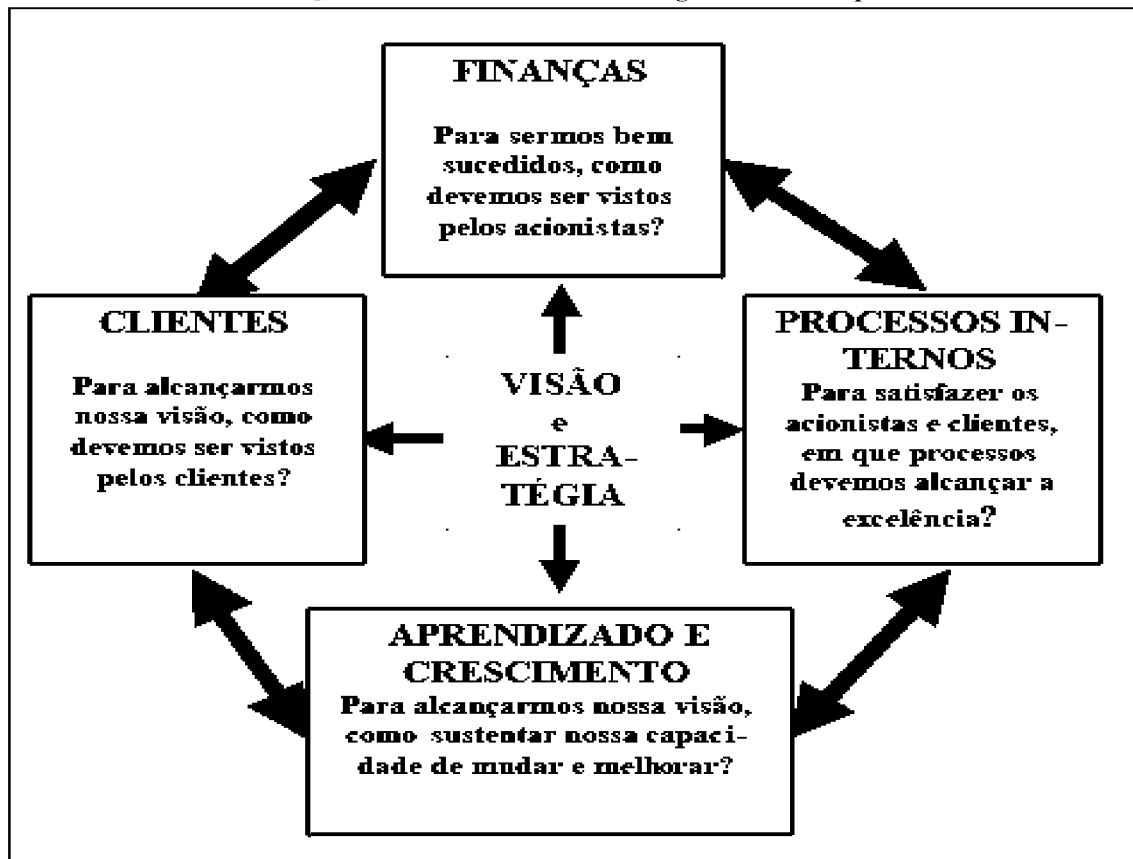 FINANÇAS
Para sermos bem
sucedidos, como
devemos ser vistos
pelos acionistas?
CLIENTES
Para alcançarmos
nossa visão, como
devemos ser vistos
pelos clientes?
VISÃO
e
ESTRA-
TÉGIA
PROCESSOS IN-
TERNOS
Para satisfazer os
acionistas e clientes,
em que processos
devemos alcançar a
excelência?
APRENDIZADO E
CRESCIMENTO
Para alcançarmos nossa visão,
como sustentar nossa capaci-
dade de mudar e melhorar?